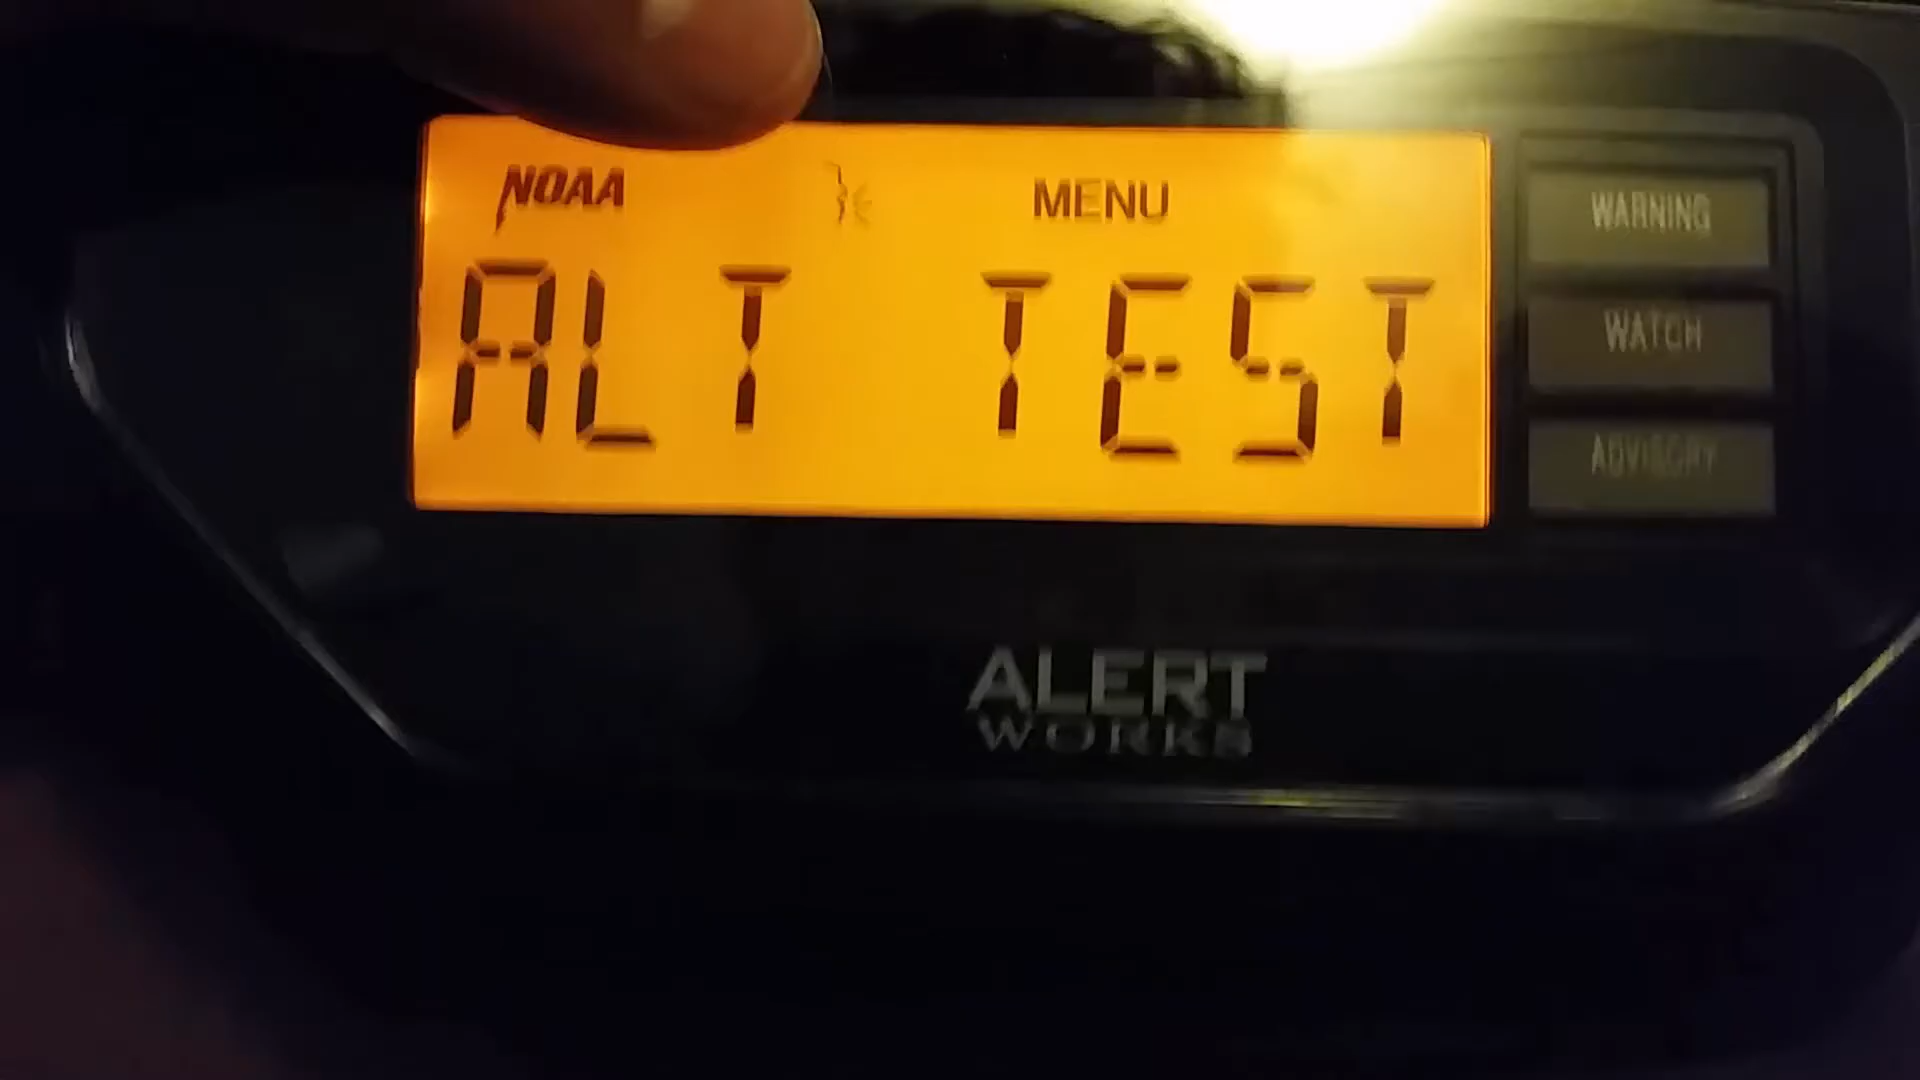 NOAA MENU
ALT TEST
WARNING
WATCH
ADVISORY
ALERT
WORKS